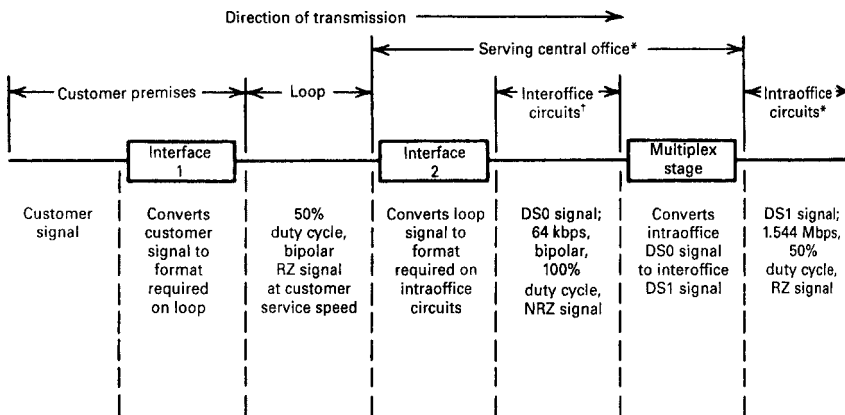 Direction of transmission
Serving central office*
Customer premises
Loop
Interoffice
circuits†
Intraoffice
circuits*
Interface
1
Interface
2
Multiplex
stage
Customer
signal
Converts
customer
signal to
format
required
on loop
50%
duty cycle,
bipolar
RZ signal
at customer
service speed
Converts loop
signal to
format
required on
intraoffice
circuits
DS0 signal;
64 kbps,
bipolar,
100%
duty cycle,
NRZ signal
Converts
intraoffice
DS0 signal
to interoffice
DS1 signal
DS1 signal;
1.544 Mbps,
50%
duty cycle,
RZ signal